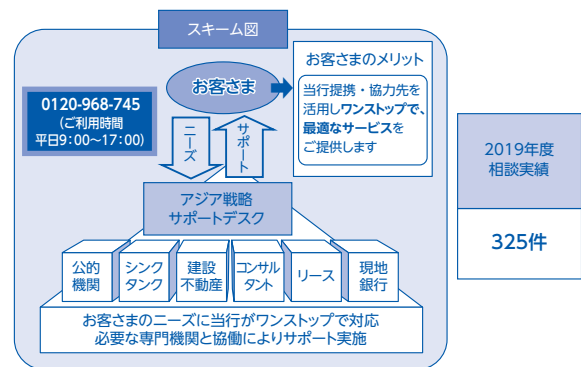 スキーム図
お客さま
お客さまのメリット
当行提携・協力先を
活用しワンストップで、
最適なサービスを
ご提供します
0120-968-745
(ご利用時間
平日9：00～17：00)
ニーズ
サポート
アジア戦略
サポートデスク
公的
機関
シンク
タンク
建設
不動産
コンサル
タント
リース
現地
銀行
お客さまのニーズに当行がワンストップで対応
必要な専門機関と協働によりサポート実施
2019年度
相談実績
325件